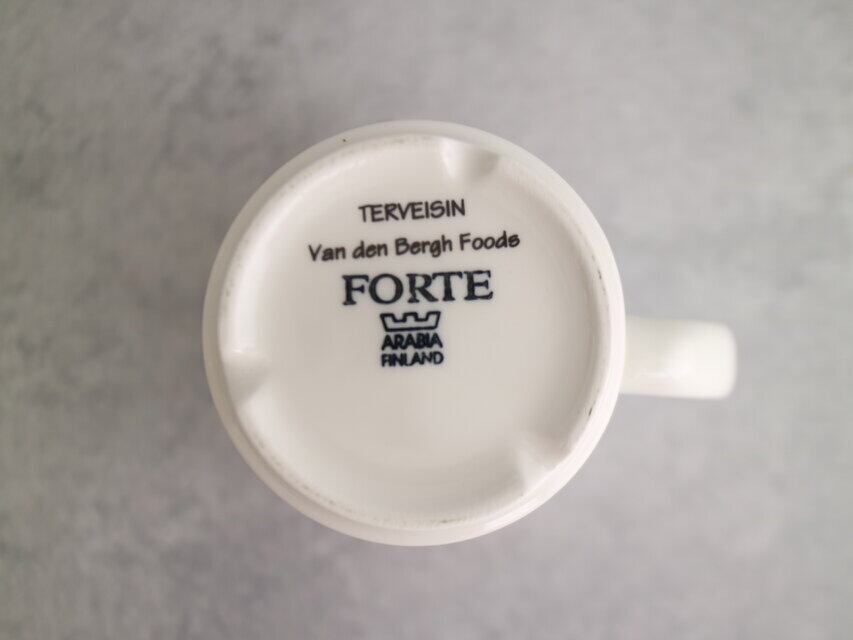 TERVEISIN
Van den Bergh Foods
FORTE
ARABIA
FINLAND